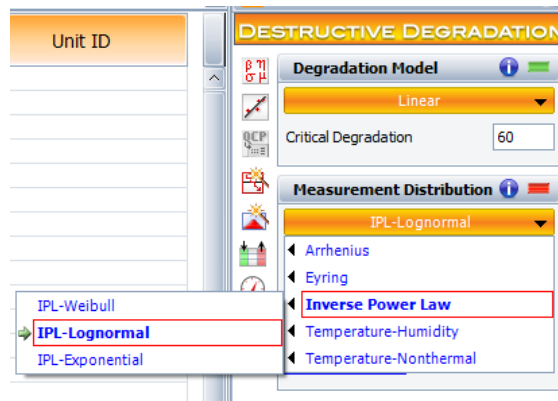 Unit ID
DESTRUCTIVE DEGRADATION
β η
σ μ
Degradation Model
Linear
QCP
Critical Degradation
60
Measurement Distribution
IPL-Lognormal
Arrhenius
Eyring
Inverse Power Law
Temperature-Humidity
Temperature-Nonthermal
IPL-Weibull
IPL-Lognormal
IPL-Exponential